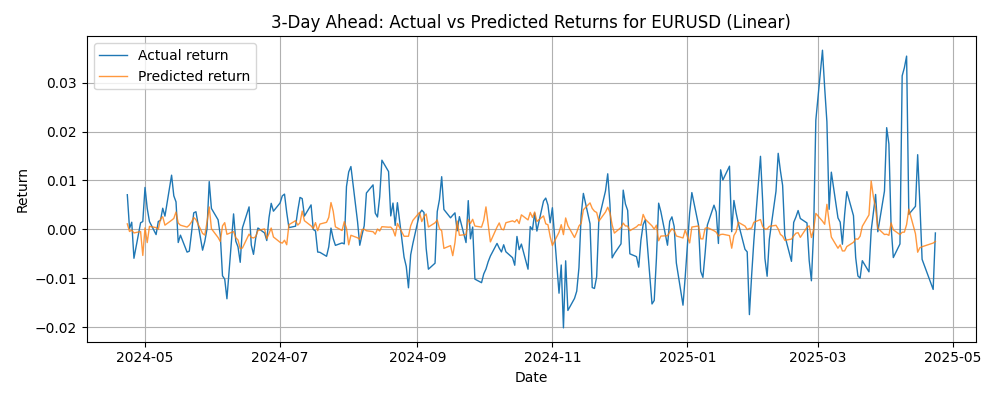 3-Day Ahead: Actual vs Predicted Returns for EURUSD (Linear)
Actual return
Predicted return
Return
0.03
0.02
0.01
0.00
−0.01
−0.02
2024-05 2024-07 2024-09 2024-11 2025-01 2025-03 2025-05
Date